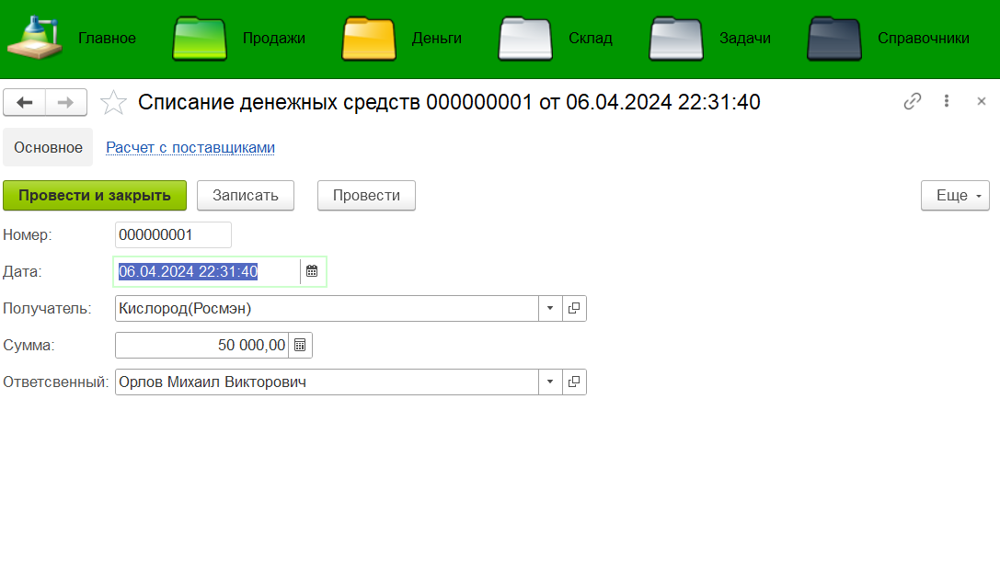 Главное Продажи Деньги Склад Задачи Справочники
Списание денежных средств 000000001 от 06.04.2024 22:31:40
Основное Расчет с поставщиками
Провести и закрыть Записать Провести Еще
Номер: 000000001
Дата: 06.04.2024 22:31:40
Получатель: Кислород(Росмэн)
Сумма: 50 000,00
Ответсвенный: Орлов Михаил Викторович